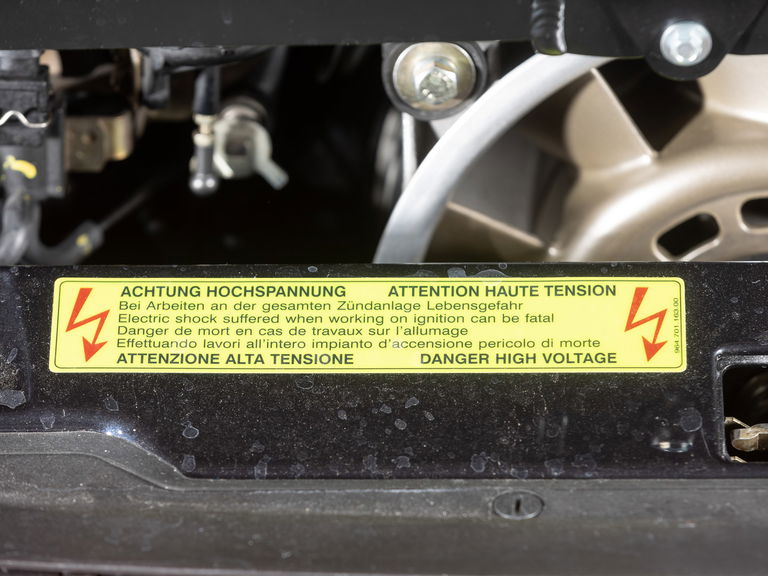 ACHTUNG HOCHSPANNUNG ATTENTION HAUTE TENSION
Bei Arbeiten an der gesamten Zündanlage Lebensgefahr
Electric shock suffered when working on ignition can be fatal
Danger de mort en cas de travaux sur l'allumage
Effettuando lavori all'intero impianto d'accensione pericolo di morte
ATTENZIONE ALTA TENSIONE DANGER HIGH VOLTAGE
964.701.163.00